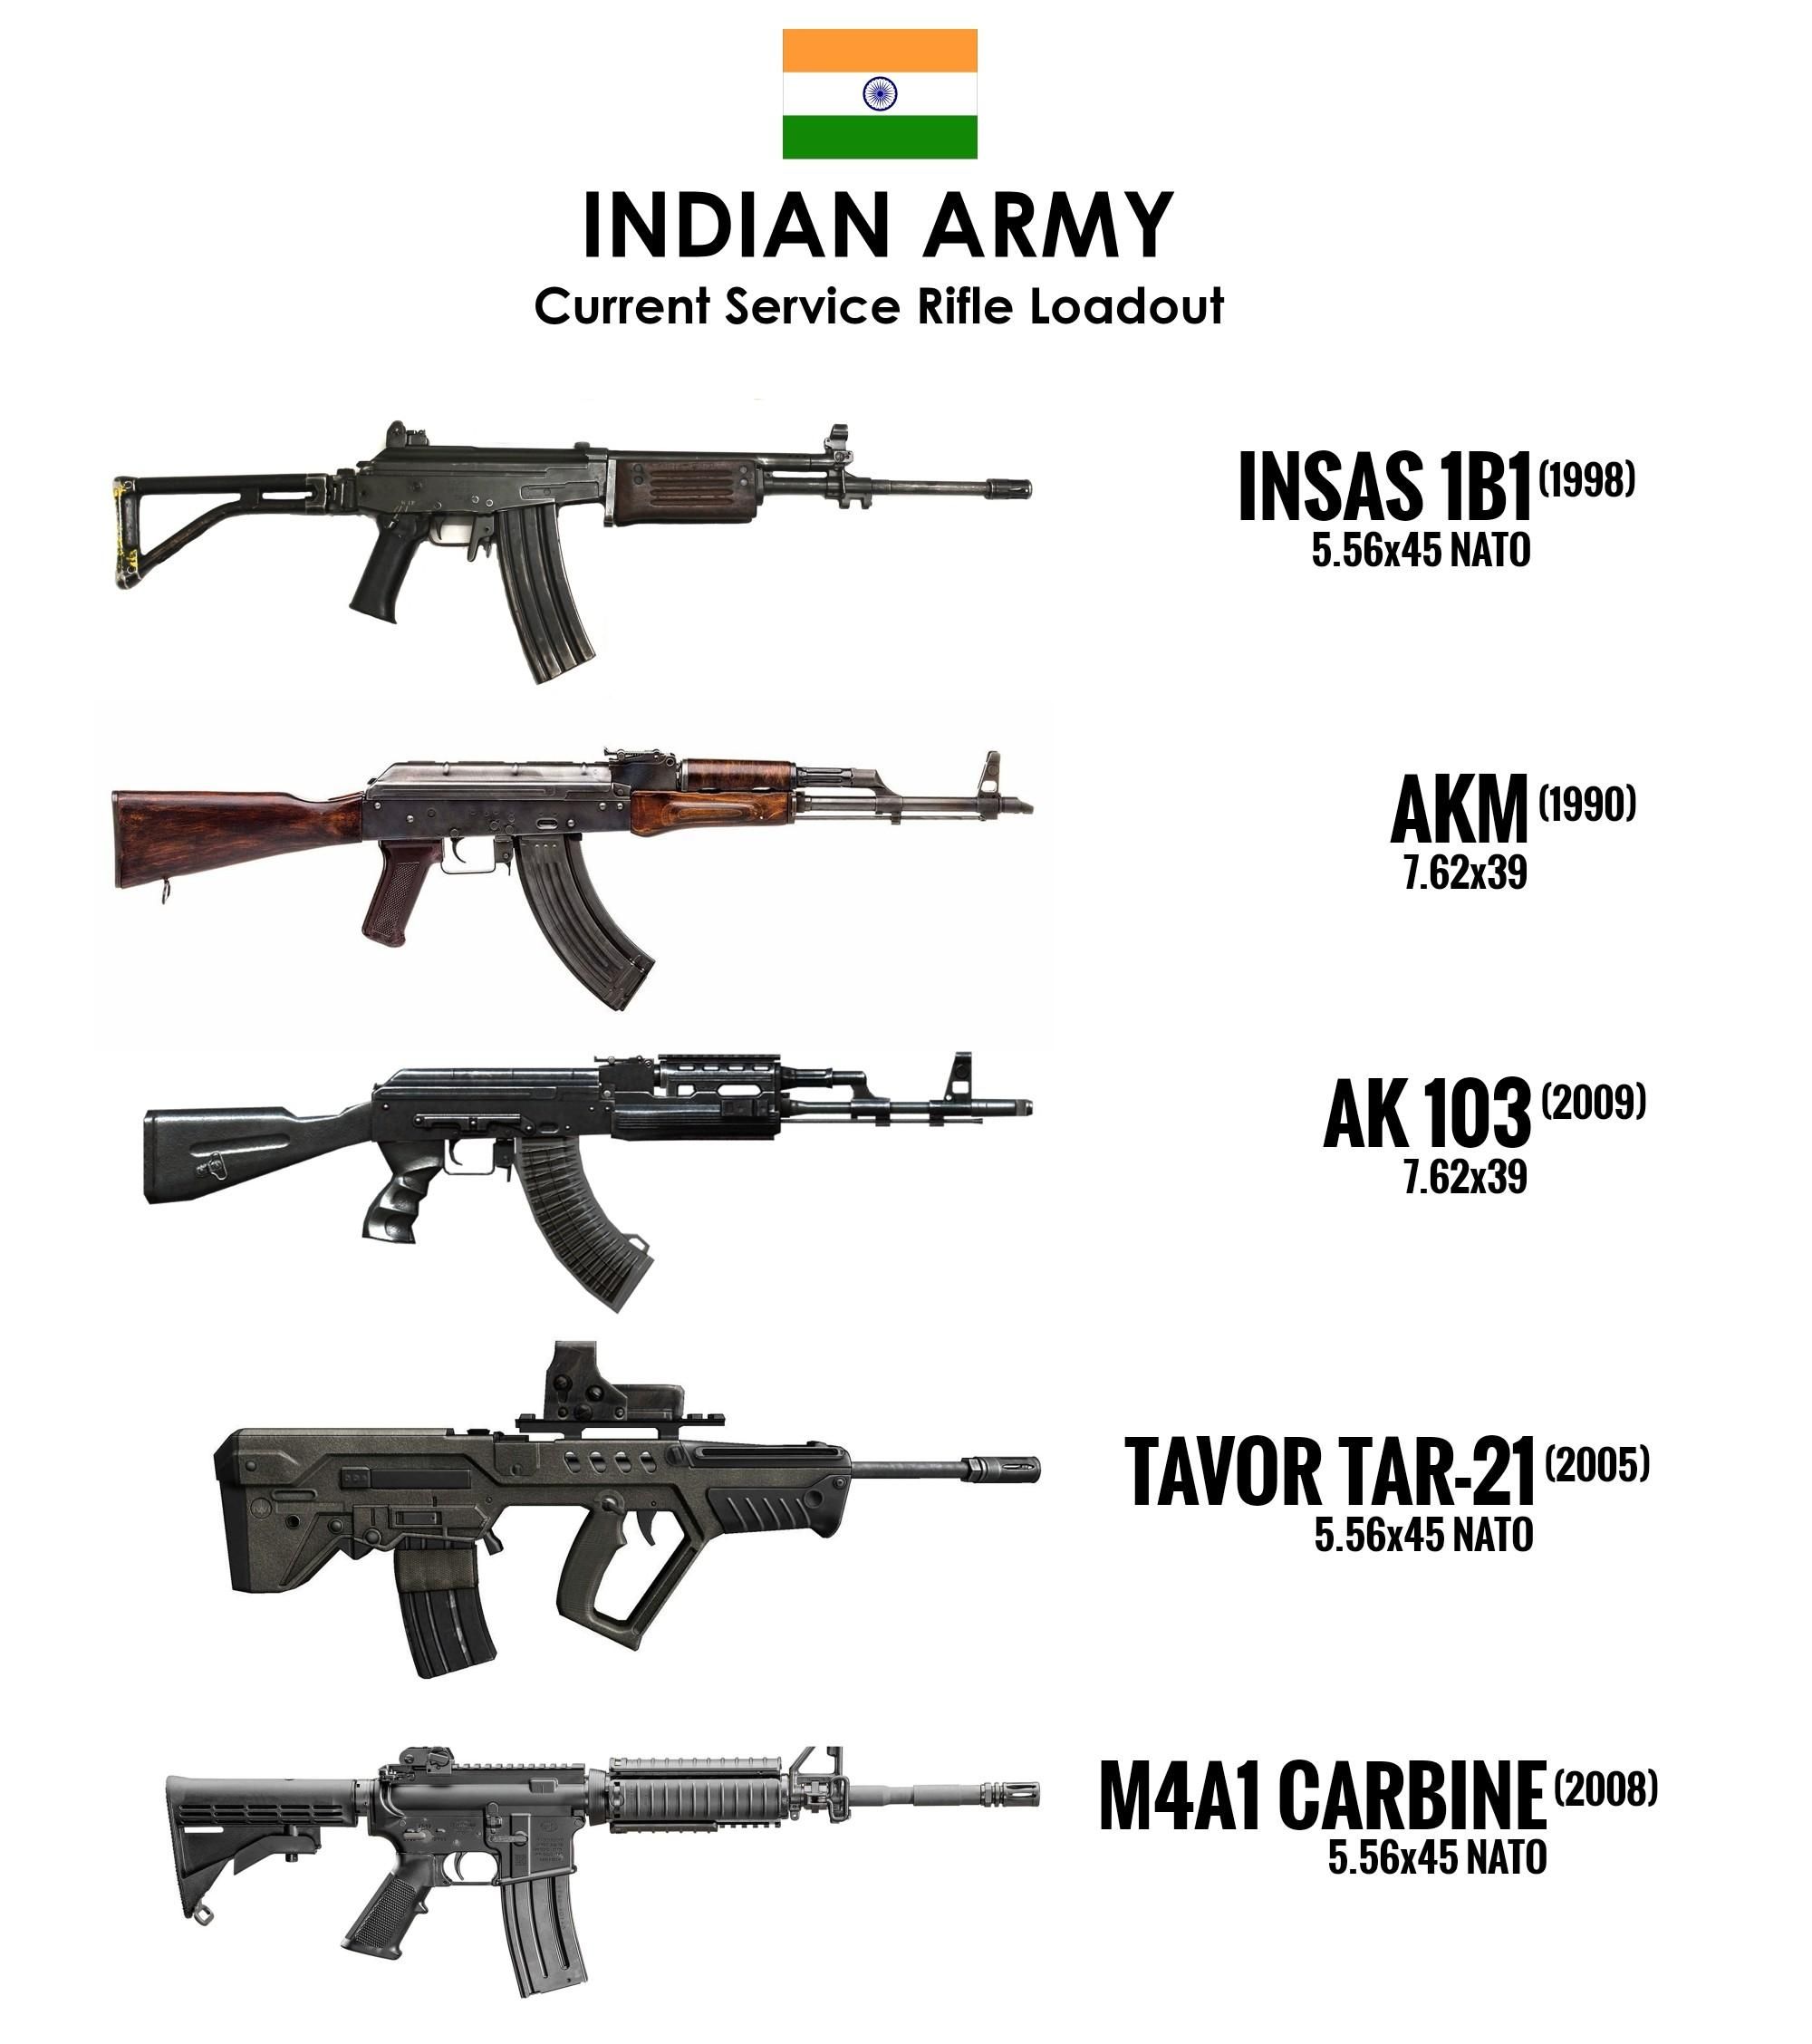 INDIAN ARMY
Current Service Rifle Loadout
INSAS 1B1 (1998)
5.56x45 NATO
AKM (1990)
7.62x39
AK 103 (2009)
7.62x39
TAVOR TAR-21 (2005)
5.56x45 NATO
M4A1 CARBINE (2008)
5.56x45 NATO